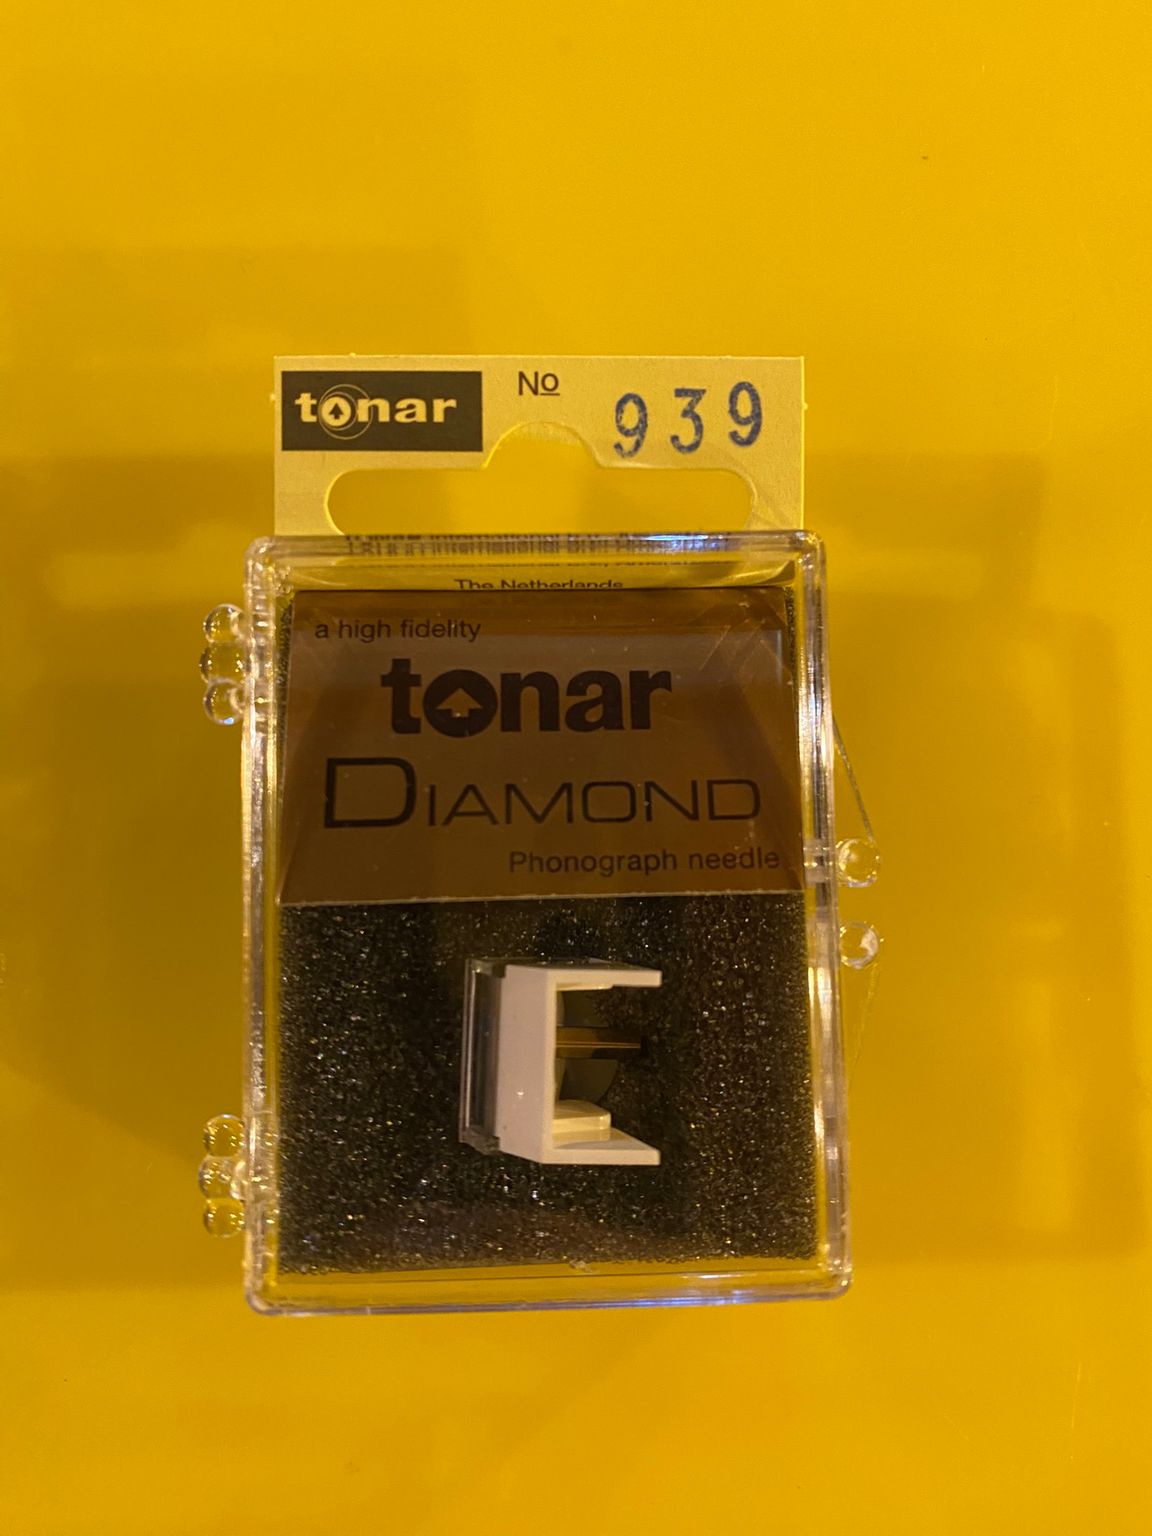 tonar
No 939
The Netherlands
a high fidelity
tonar
DIAMOND
Phonograph needle